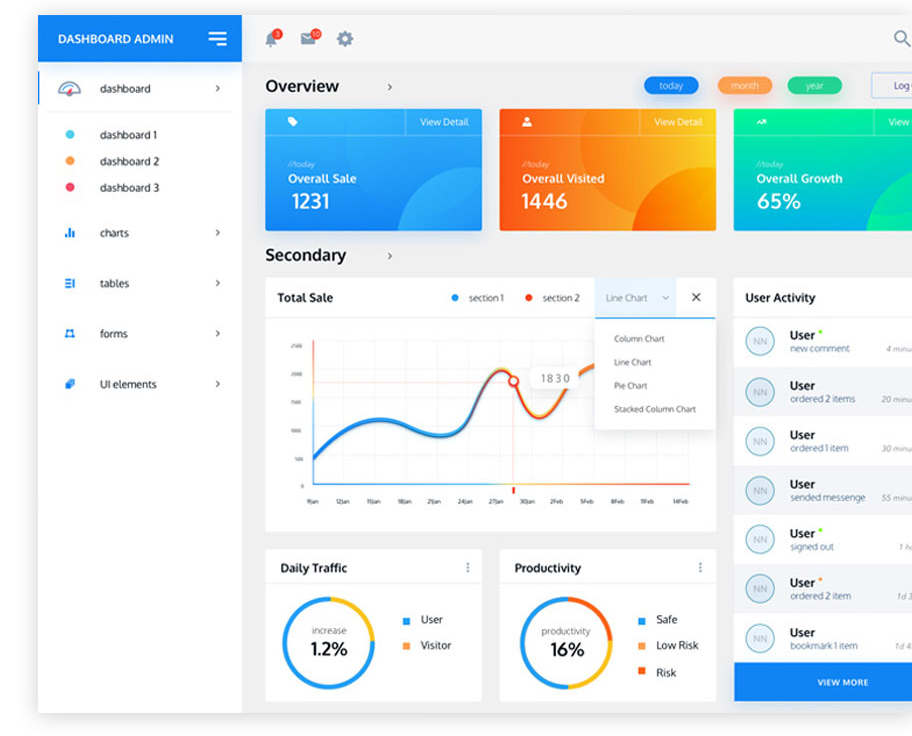 DASHBOARD ADMIN
3
10
dashboard
dashboard 1
dashboard 2
dashboard 3
charts
tables
forms
UI elements
Overview
today
month
year
Log
View Detail
//today
Overall Sale
1231
View Detail
//today
Overall Visited
1446
View
//today
Overall Growth
65%
Secondary
Total Sale
section 1
section 2
Line Chart
Column Chart
Line Chart
Pie Chart
Stacked Column Chart
2500
2000
1500
1000
500
0
1830
9Jan
12Jan
15Jan
18Jan
21Jan
24Jan
27Jan
30Jan
2Feb
5Feb
8Feb
11Feb
14Feb
User Activity
NN
User
new comment
4 minu
NN
User
ordered 2 items
20 minu
NN
User
ordered 1 item
30 minu
NN
User
sended messenge
55 minu
NN
User
signed out
1 h
NN
User
ordered 2 item
1d 3
NN
User
bookmark 1 item
1d 4
VIEW MORE
Daily Traffic
increase
1.2%
User
Visitor
Productivity
productivity
16%
Safe
Low Risk
Risk